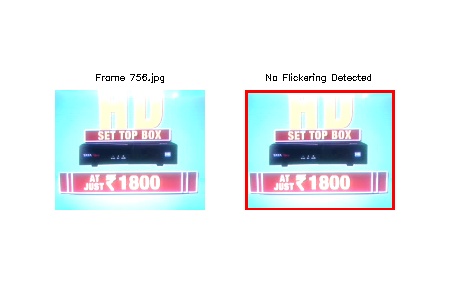 Frame 756.jpg
No Flickering Detected
HD
SET TOP BOX
AT JUST ₹1800
HD
SET TOP BOX
AT JUST ₹1800